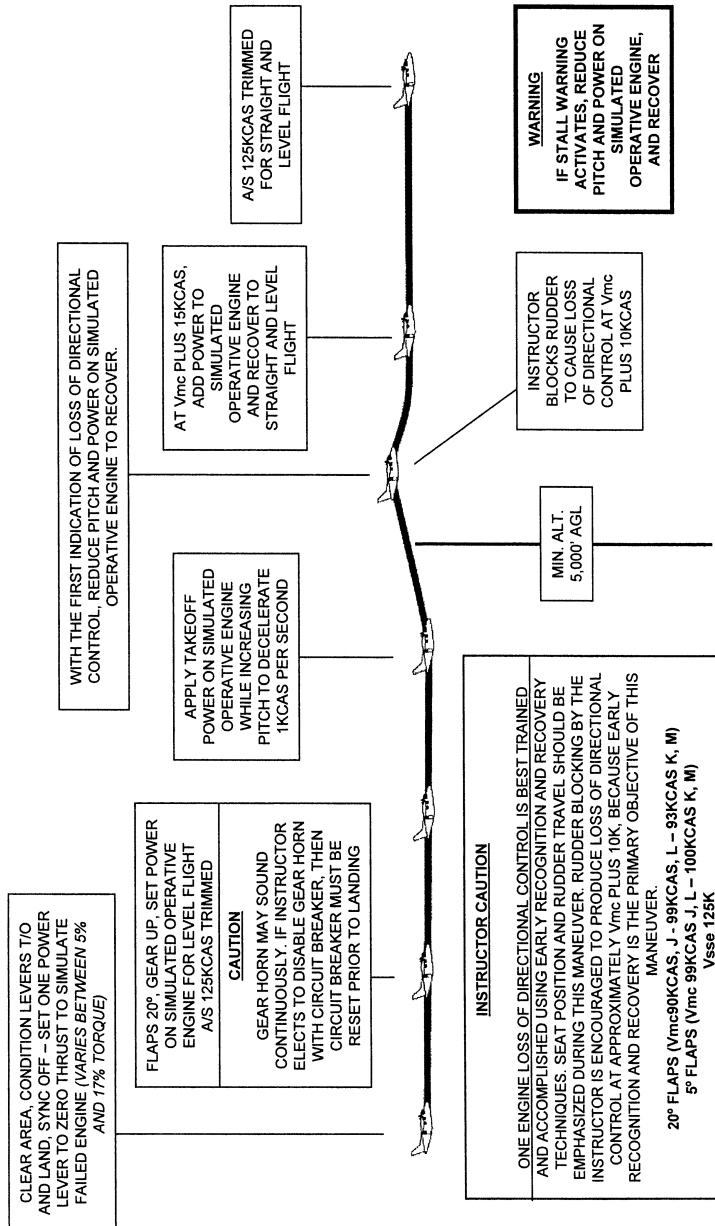 CLEAR AREA, CONDITION LEVERS T/O
AND LAND, SYNC OFF – SET ONE POWER
LEVER TO ZERO THRUST TO SIMULATE
FAILED ENGINE (VARIES BETWEEN 5%
AND 17% TORQUE)
FLAPS 20º, GEAR UP, SET POWER
ON SIMULATED OPERATIVE
ENGINE FOR LEVEL FLIGHT
A/S 125KCAS TRIMMED
CAUTION
GEAR HORN MAY SOUND
CONTINUOUSLY. IF INSTRUCTOR
ELECTS TO DISABLE GEAR HORN
WITH CIRCUIT BREAKER, THEN
CIRCUIT BREAKER MUST BE
RESET PRIOR TO LANDING
APPLY TAKEOFF
POWER ON SIMULATED
OPERATIVE ENGINE
WHILE INCREASING
PITCH TO DECELERATE
1KCAS PER SECOND
WITH THE FIRST INDICATION OF LOSS OF DIRECTIONAL
CONTROL, REDUCE PITCH AND POWER ON SIMULATED
OPERATIVE ENGINE TO RECOVER.
AT Vmc PLUS 15KCAS,
ADD POWER TO
SIMULATED
OPERATIVE ENGINE
AND RECOVER TO
STRAIGHT AND LEVEL
FLIGHT
A/S 125KCAS TRIMMED
FOR STRAIGHT AND
LEVEL FLIGHT
INSTRUCTOR CAUTION
ONE ENGINE LOSS OF DIRECTIONAL CONTROL IS BEST TRAINED
AND ACCOMPLISHED USING EARLY RECOGNITION AND RECOVERY
TECHNIQUES. SEAT POSITION AND RUDDER TRAVEL SHOULD BE
EMPHASIZED DURING THIS MANEUVER. RUDDER BLOCKING BY THE
INSTRUCTOR IS ENCOURAGED TO PRODUCE LOSS OF DIRECTIONAL
CONTROL AT APPROXIMATELY Vmc PLUS 10K, BECAUSE EARLY
RECOGNITION AND RECOVERY IS THE PRIMARY OBJECTIVE OF THIS
MANEUVER.
20º FLAPS (Vmc90KCAS, J - 99KCAS, L – 93KCAS K, M)
5º FLAPS (Vmc 99KCAS J, L – 100KCAS K, M)
Vsse 125K
MIN. ALT.
5,000' AGL
INSTRUCTOR
BLOCKS RUDDER
TO CAUSE LOSS
OF DIRECTIONAL
CONTROL AT Vmc
PLUS 10KCAS
WARNING
IF STALL WARNING
ACTIVATES, REDUCE
PITCH AND POWER ON
SIMULATED
OPERATIVE ENGINE,
AND RECOVER